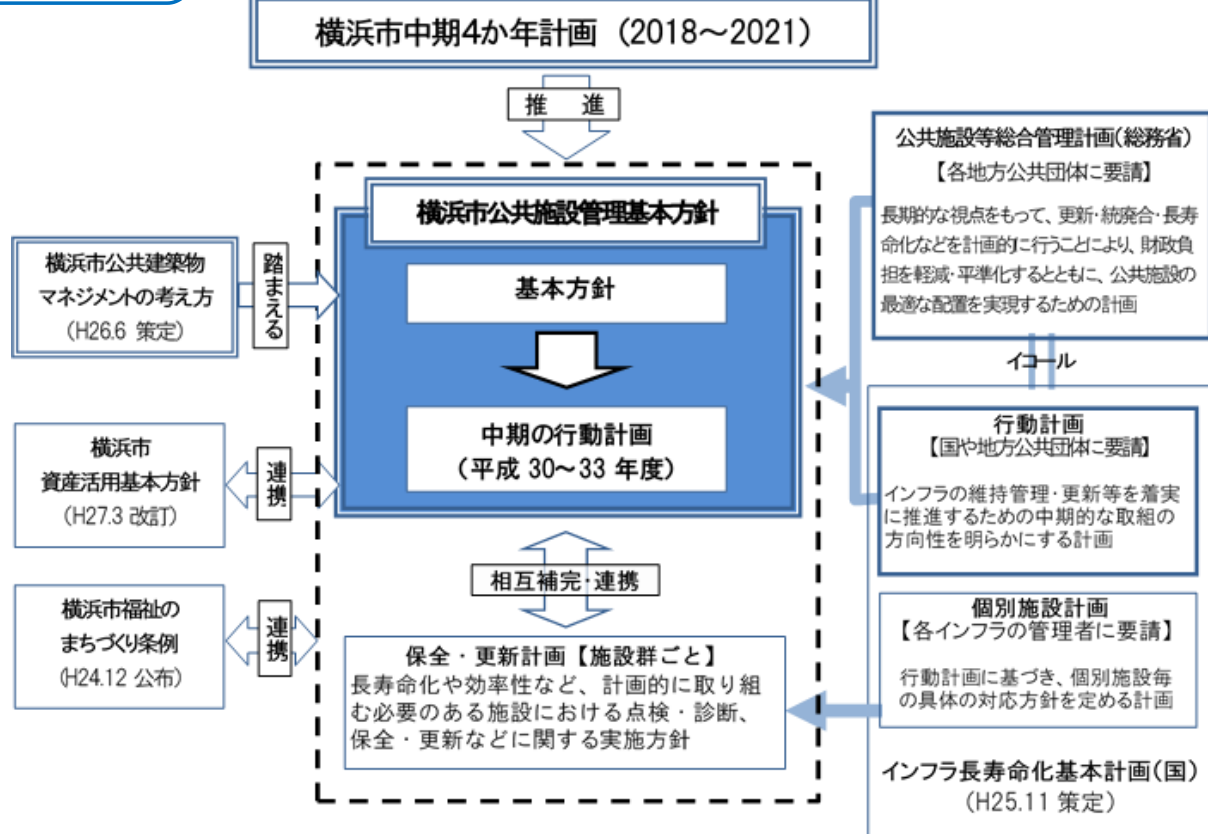 横浜市中期4か年計画（2018～2021）
推　進
横浜市公共施設管理基本方針
基本方針
中期の行動計画
（平成 30～33 年度）
横浜市公共建築物
マネジメントの考え方
（H26.6 策定）
踏まえる
横浜市
資産活用基本方針
（H27.3 改訂）
連携
横浜市福祉の
まちづくり条例
（H24.12 公布）
連携
相互補完・連携
保全・更新計画【施設群ごと】
長寿命化や効率性など、計画的に取り組
む必要のある施設における点検・診断、
保全・更新などに関する実施方針
公共施設等総合管理計画（総務省）
【各地方公共団体に要請】
長期的な視点をもって、更新・統廃合・長寿
命化などを計画的に行うことにより、財政負
担を軽減・平準化するとともに、公共施設の
最適な配置を実現するための計画
イコール
行動計画
【国や地方公共団体に要請】
インフラの維持管理・更新等を着実
に推進するための中期的な取組の
方向性を明らかにする計画
個別施設計画
【各インフラの管理者に要請】
行動計画に基づき、個別施設毎
の具体の対応方針を定める計画
インフラ長寿命化基本計画（国）
（H25.11 策定）